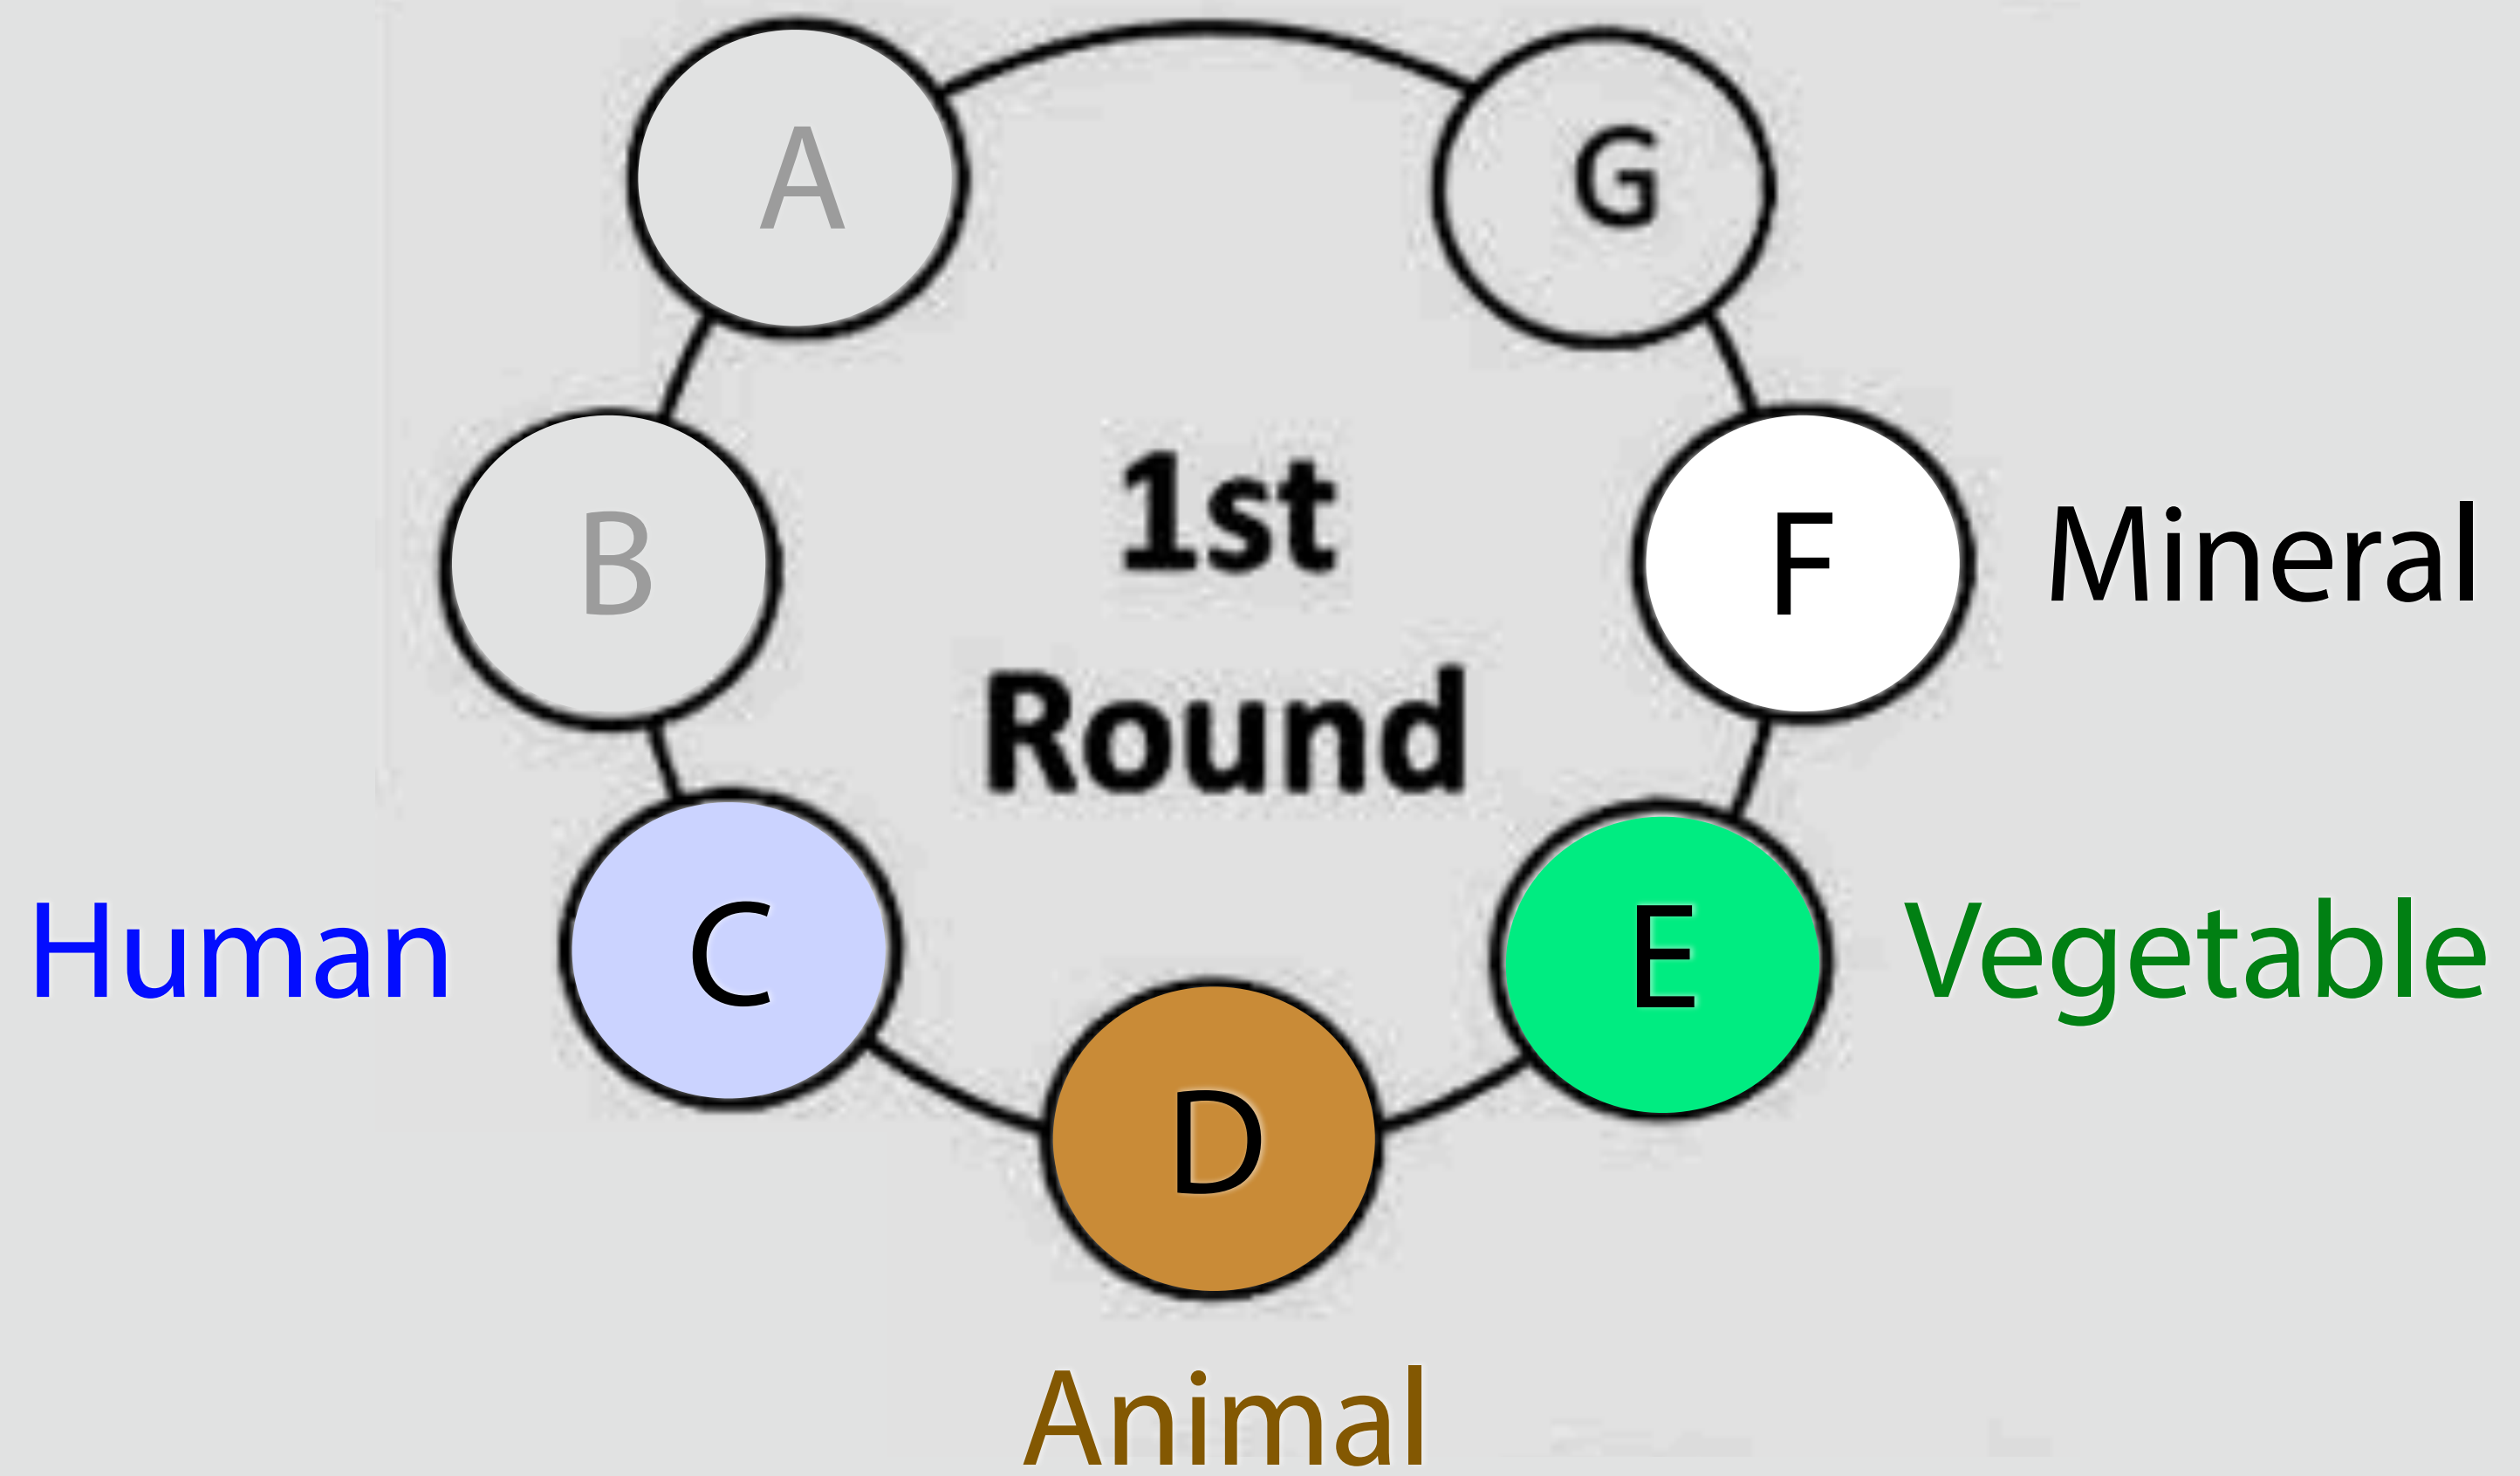 A
G
1st
B
F
Mineral
Round
Human
C
E
Vegetable
D
Animal